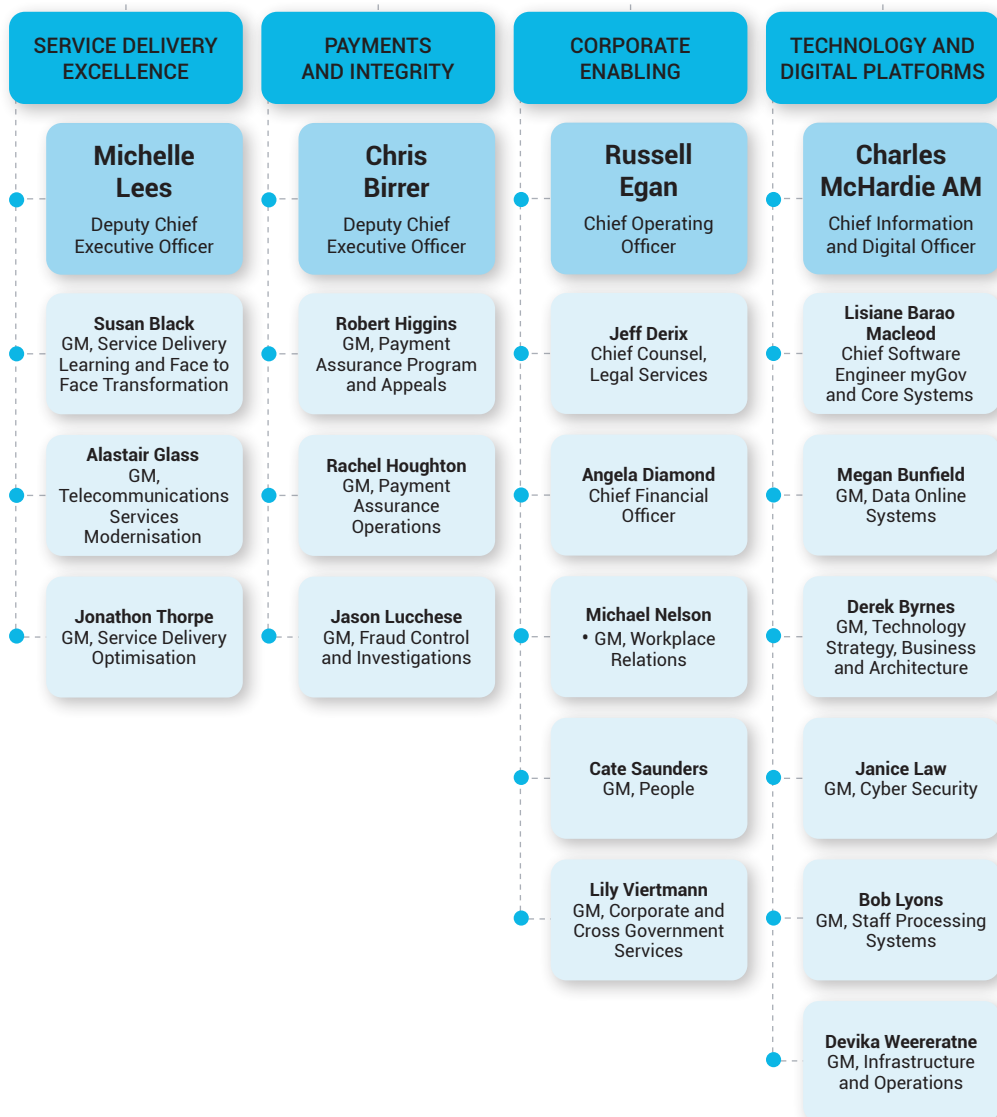 SERVICE DELIVERY
EXCELLENCE
Michelle
Lees
Deputy Chief
Executive Officer
Susan Black
GM, Service Delivery
Learning and Face to
Face Transformation
Alastair Glass
GM,
Telecommunications
Services
Modernisation
Jonathon Thorpe
GM, Service Delivery
Optimisation
PAYMENTS
AND INTEGRITY
Chris
Birrer
Deputy Chief
Executive Officer
Robert Higgins
GM, Payment
Assurance Program
and Appeals
Rachel Houghton
GM, Payment
Assurance
Operations
Jason Lucchese
GM, Fraud Control
and Investigations
CORPORATE
ENABLING
Russell
Egan
Chief Operating
Officer
Jeff Derix
Chief Counsel,
Legal Services
Angela Diamond
Chief Financial
Officer
Michael Nelson
• GM, Workplace
Relations
Cate Saunders
GM, People
Lily Viertmann
GM, Corporate and
Cross Government
Services
TECHNOLOGY AND
DIGITAL PLATFORMS
Charles
McHardie AM
Chief Information
and Digital Officer
Lisiane Barao
Macleod
Chief Software
Engineer myGov
and Core Systems
Megan Bunfield
GM, Data Online
Systems
Derek Byrnes
GM, Technology
Strategy, Business
and Architecture
Janice Law
GM, Cyber Security
Bob Lyons
GM, Staff Processing
Systems
Devika Weereratne
GM, Infrastructure
and Operations